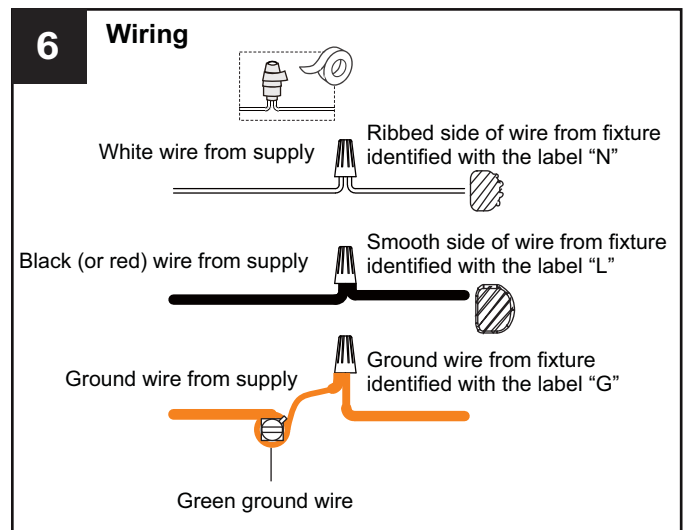 6
Wiring
White wire from supply
Ribbed side of wire from fixture
identified with the label “N”
Black (or red) wire from supply
Smooth side of wire from fixture
identified with the label “L”
Ground wire from supply
Ground wire from fixture
identified with the label “G”
Green ground wire